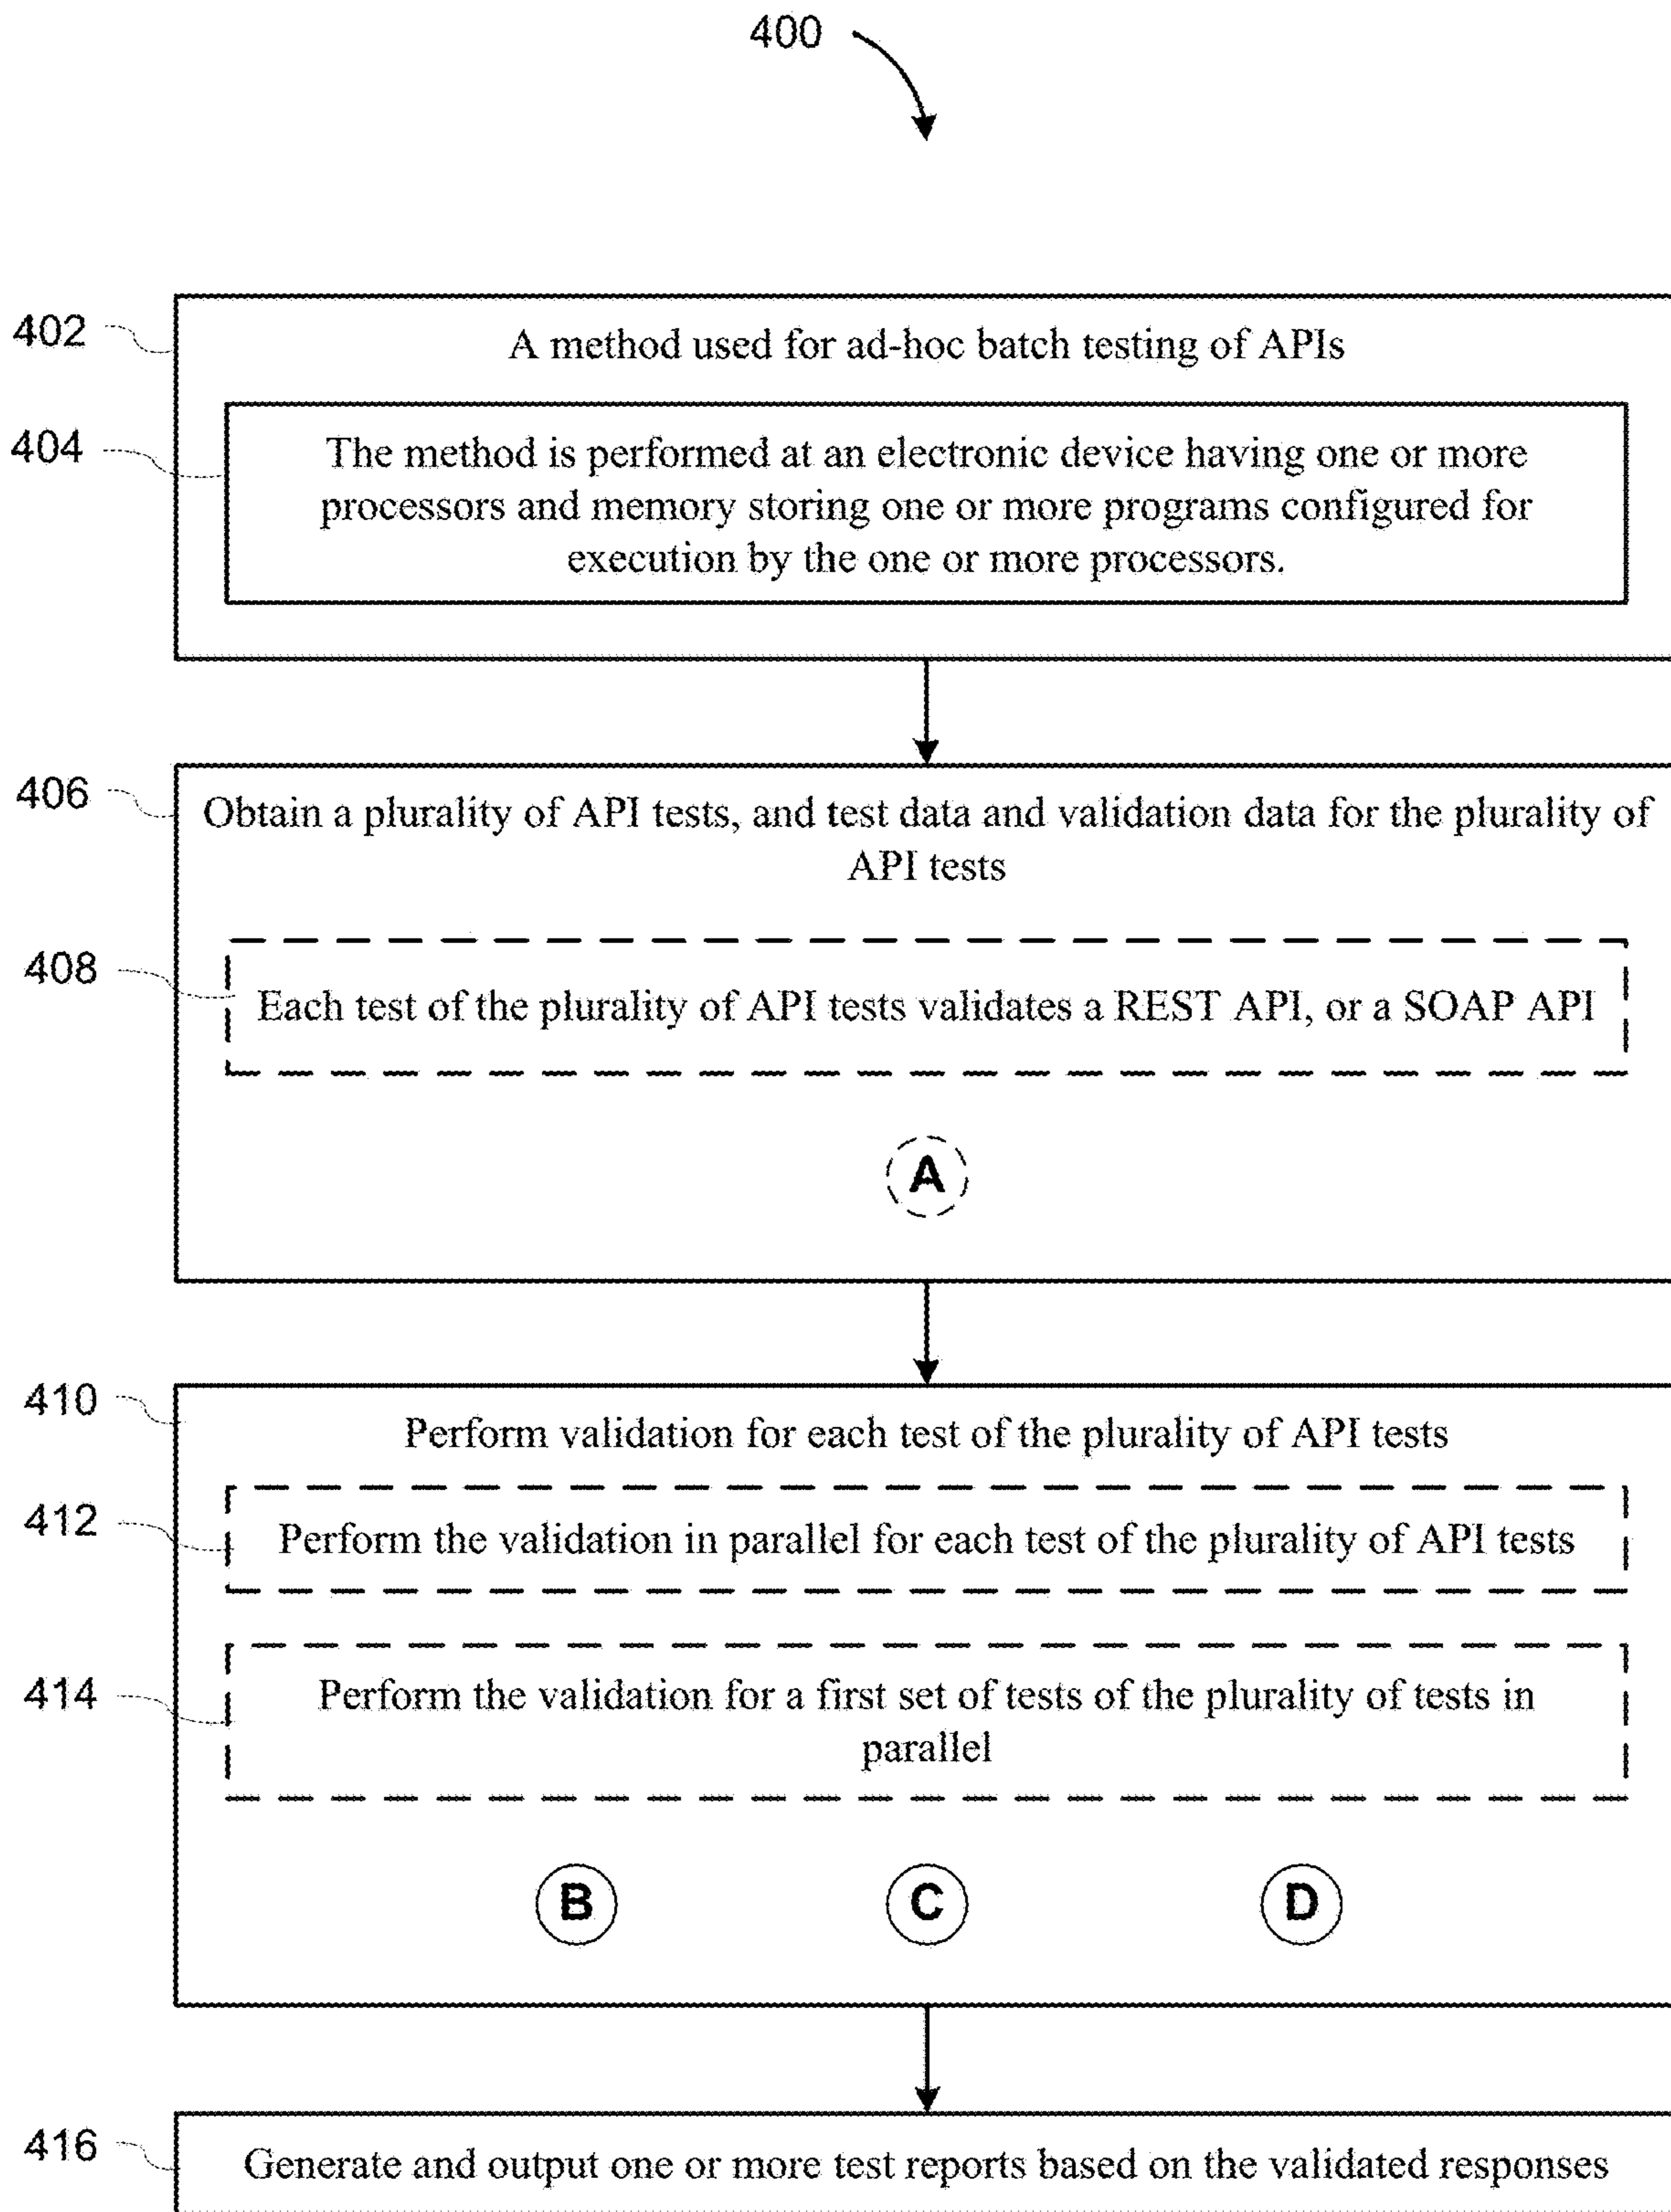 400
402
A method used for ad-hoc batch testing of APIs
404
The method is performed at an electronic device having one or more
processors and memory storing one or more programs configured for
execution by the one or more processors.
406
Obtain a plurality of API tests, and test data and validation data for the plurality of
API tests
408
Each test of the plurality of API tests validates a REST API, or a SOAP API
A
410
Perform validation for each test of the plurality of API tests
412
Perform the validation in parallel for each test of the plurality of API tests
414
Perform the validation for a first set of tests of the plurality of tests in
parallel
B C D
416
Generate and output one or more test reports based on the validated responses